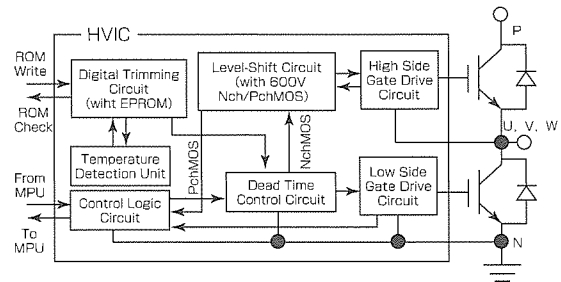 HVIC
P
ROM
Write
ROM
Check
Digital Trimming
Circuit
(wiht EPROM)
Level-Shift Circuit
(with 600V
Nch/PchMOS)
High Side
Gate Drive
Circuit
U, V, W
Temperature
Detection Unit
PchMOS
NchMOS
From
MPU
To
MPU
Control Logic
Circuit
Dead Time
Control Circuit
Low Side
Gate Drive
Circuit
N